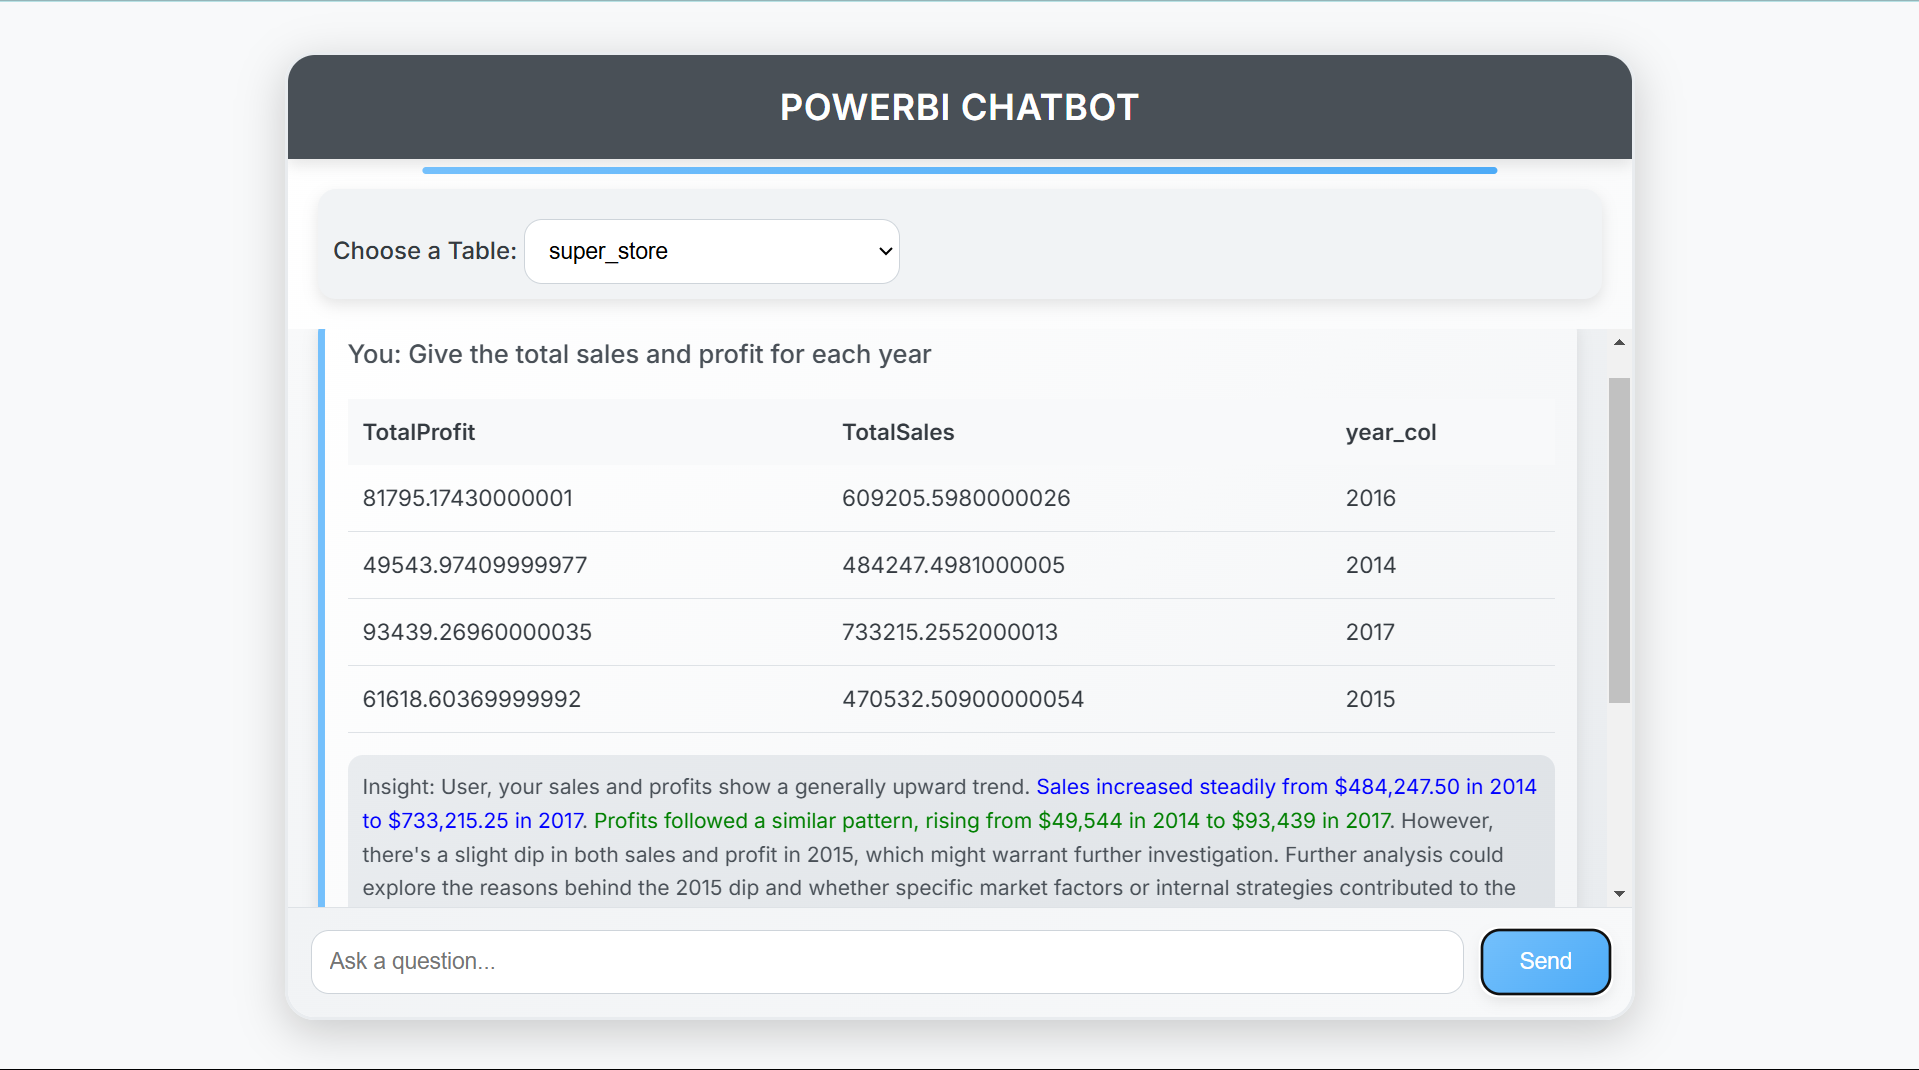 POWERBI CHATBOT
Choose a Table: super_store
You: Give the total sales and profit for each year
TotalProfit TotalSales year_col
81795.17430000001 609205.5980000026 2016
49543.97409999977 484247.4981000005 2014
93439.26960000035 733215.2552000013 2017
61618.60369999992 470532.50900000054 2015
Insight: User, your sales and profits show a generally upward trend. Sales increased steadily from $484,247.50 in 2014
to $733,215.25 in 2017. Profits followed a similar pattern, rising from $49,544 in 2014 to $93,439 in 2017. However,
there's a slight dip in both sales and profit in 2015, which might warrant further investigation. Further analysis could
explore the reasons behind the 2015 dip and whether specific market factors or internal strategies contributed to the
Ask a question...
Send